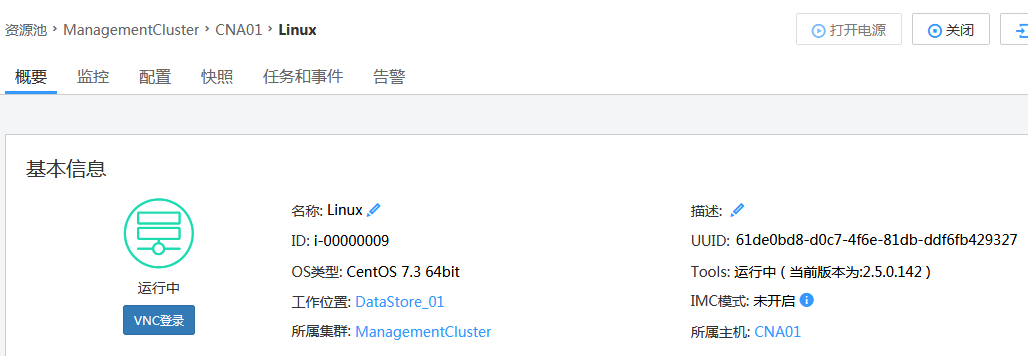 资源池 > ManagementCluster > CNA01 > Linux 打开电源 关闭
概要 监控 配置 快照 任务和事件 告警
基本信息
名称: Linux 描述:
ID: i-00000009 UUID: 61de0bd8-d0c7-4f6e-81db-ddf6fb429327
OS类型: CentOS 7.3 64bit Tools: 运行中 ( 当前版本为:2.5.0.142 )
运行中
工作位置: DataStore_01 IMC模式: 未开启
VNC登录
所属集群: ManagementCluster 所属主机: CNA01